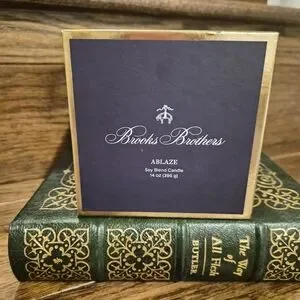 Brooks Brothers
ABLAZE
Soy Blend Candle
14 oz (396 g)
The Way
of
All Flesh
BUTLER